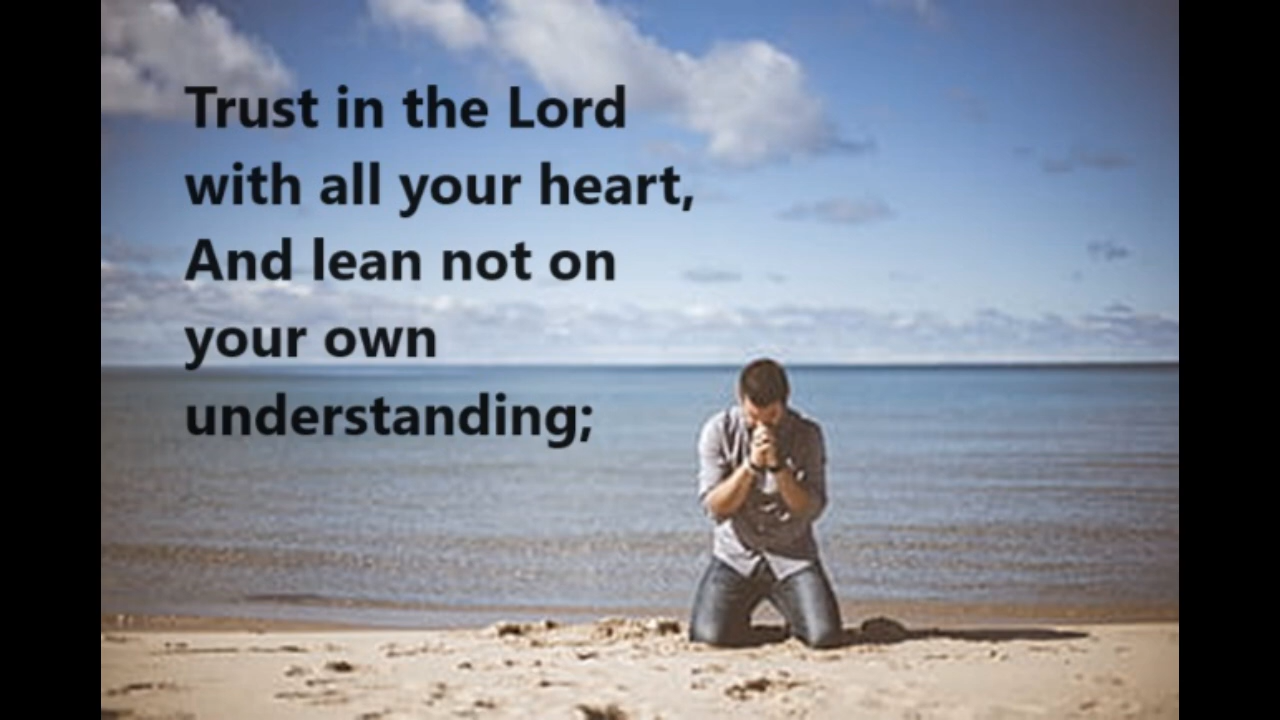 Trust in the Lord
with all your heart,
And lean not on
your own
understanding;